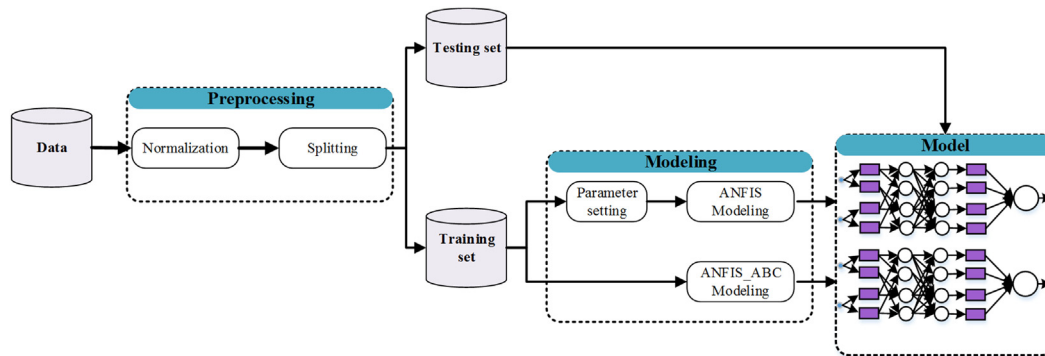 Data
Preprocessing
Normalization
Splitting
Testing set
Training
set
Modeling
Parameter
setting
ANFIS
Modeling
ANFIS_ABC
Modeling
Model